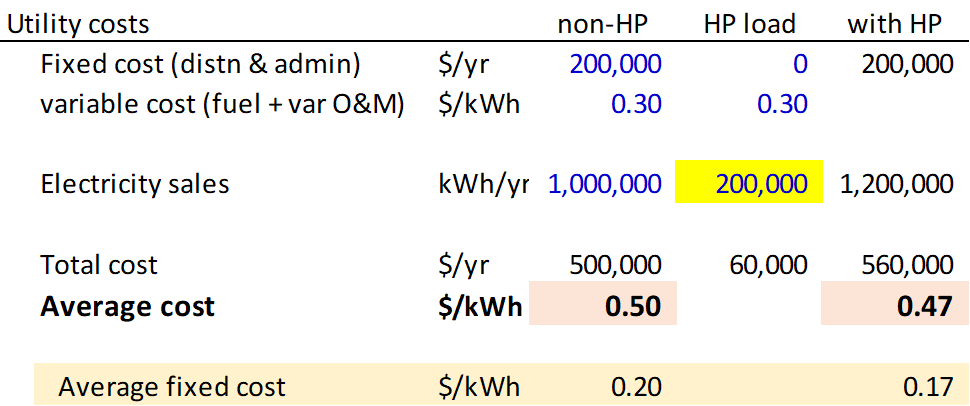 Utility costs non-HP HP load with HP
Fixed cost (distn & admin) $/yr 200,000 0 200,000
variable cost (fuel + var O&M) $/kWh 0.30 0.30
Electricity sales kWh/yr 1,000,000 200,000 1,200,000
Total cost $/yr 500,000 60,000 560,000
Average cost $/kWh 0.50 0.47
Average fixed cost $/kWh 0.20 0.17